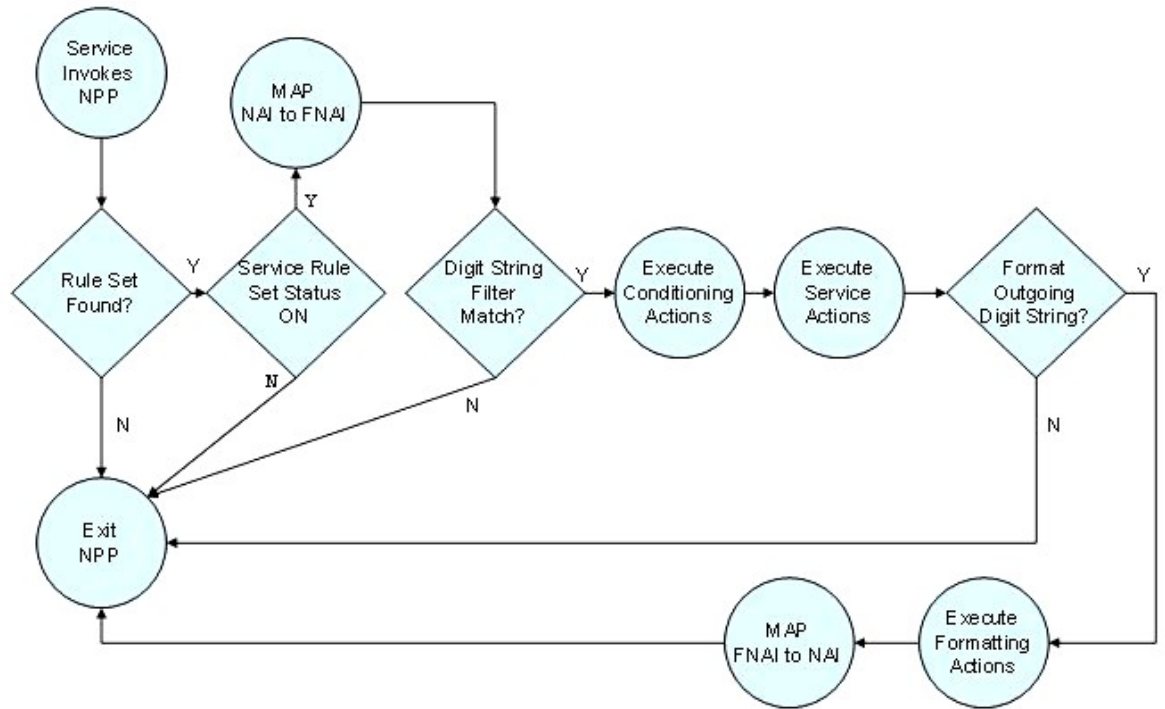 Service
Invokes
NPP
MAP
NAI to FNAI
Y
Rule Set
Found?
Y
Service Rule
Set Status
ON
Digit String
Filter
Match?
Y
Execute
Conditioning
Actions
Execute
Service
Actions
Format
Outgoing
Digit String?
Y
N
N
N
N
Exit
NPP
MAP
FNAI to NAI
Execute
Formatting
Actions